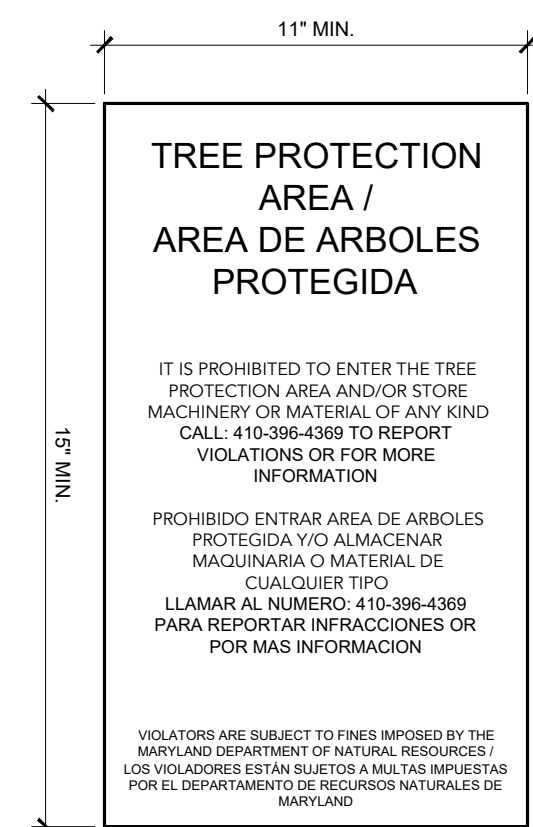 11" MIN.
15" MIN.
TREE PROTECTION
AREA /
AREA DE ARBOLES
PROTEGIDA
IT IS PROHIBITED TO ENTER THE TREE
PROTECTION AREA AND/OR STORE
MACHINERY OR MATERIAL OF ANY KIND
CALL: 410-396-4369 TO REPORT
VIOLATIONS OR FOR MORE
INFORMATION
PROHIBIDO ENTRAR AREA DE ARBOLES
PROTEGIDA Y/O ALMACENAR
MAQUINARIA O MATERIAL DE
CUALQUIER TIPO
LLAMAR AL NUMERO: 410-396-4369
PARA REPORTAR INFRACCIONES OR
POR MAS INFORMACION
VIOLATORS ARE SUBJECT TO FINES IMPOSED BY THE
MARYLAND DEPARTMENT OF NATURAL RESOURCES /
LOS VIOLADORES ESTÁN SUJETOS A MULTAS IMPUESTAS
POR EL DEPARTAMENTO DE RECURSOS NATURALES DE
MARYLAND